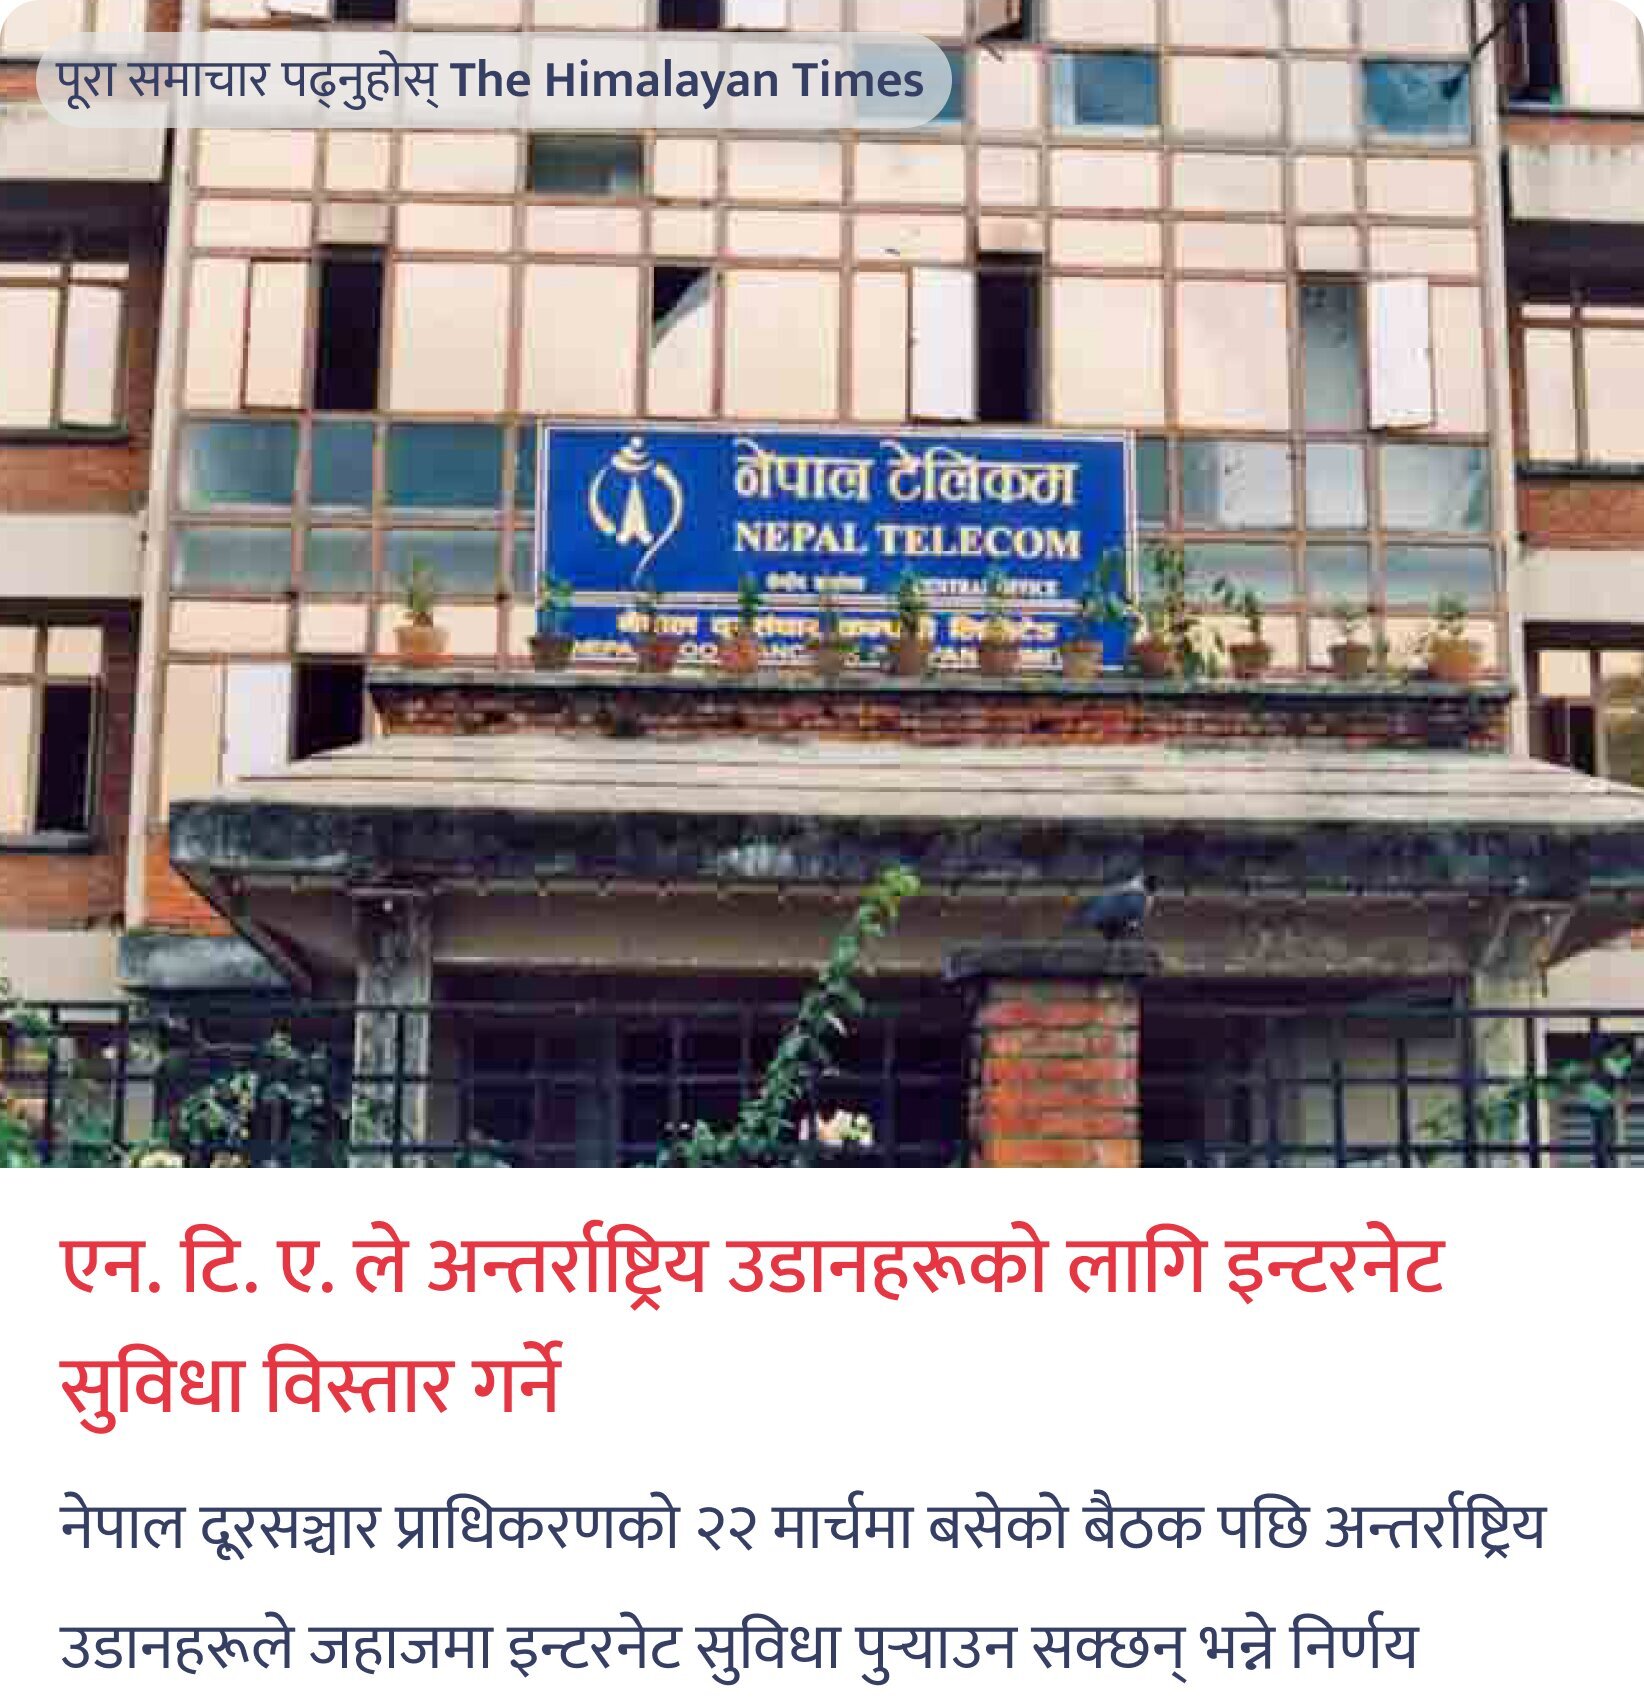 पूरा समाचार पढ्नुहोस् The Himalayan Times
नेपाल टेलिकम
NEPAL TELECOM
CENTRAL OFFICE
एन. टि. ए. ले अन्तर्राष्ट्रिय उडानहरूको लागि इन्टरनेट
सुविधा विस्तार गर्ने
नेपाल दूरसञ्चार प्राधिकरणको २२ मार्चमा बसेको बैठक पछि अन्तर्राष्ट्रिय
उडानहरूले जहाजमा इन्टरनेट सुविधा पुर्‍याउन सक्छन् भन्ने निर्णय